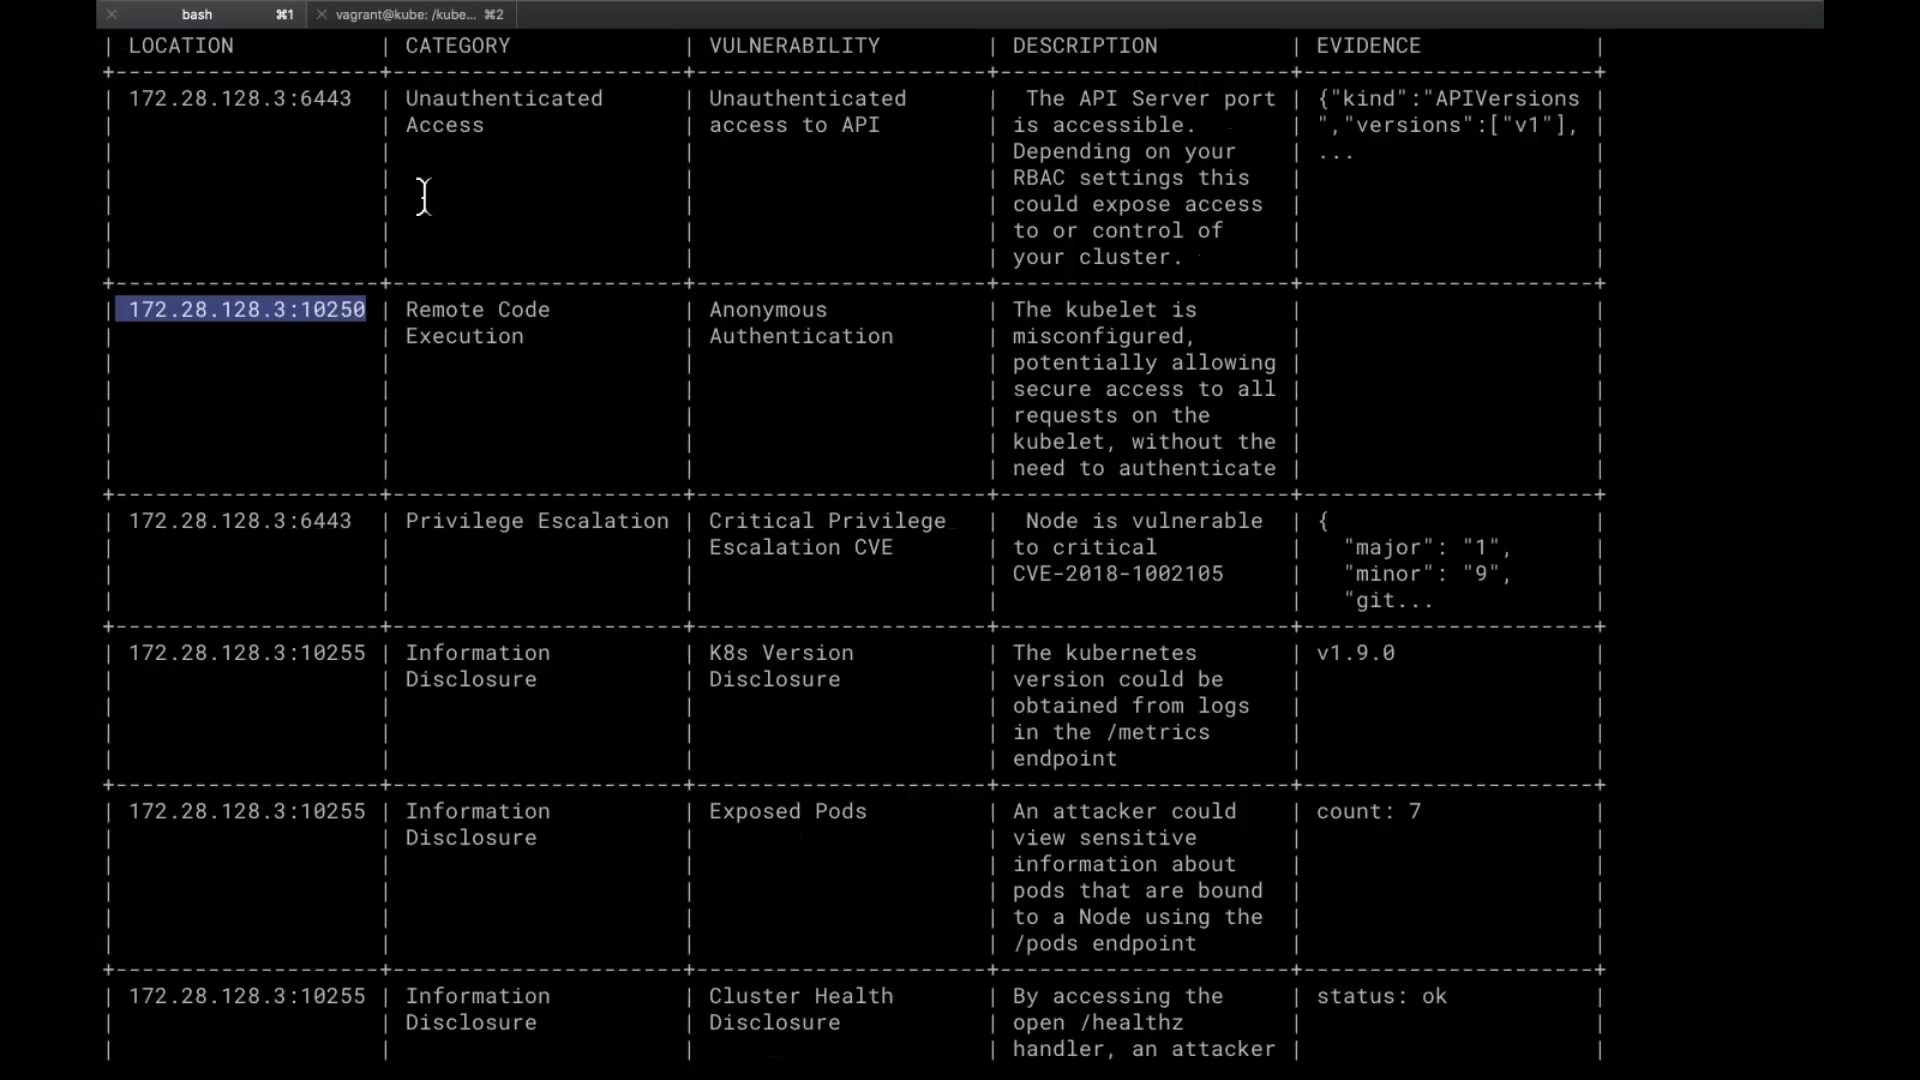 bash ⌘1 vagrant@kube: /kube... ⌘2
| LOCATION | CATEGORY | VULNERABILITY | DESCRIPTION | EVIDENCE |
| 172.28.128.3:6443 | Unauthenticated | Unauthenticated | The API Server port | {"kind":"APIVersions |
| | Access | access to API | is accessible. | ","versions":["v1"], |
| | | | Depending on your | ... |
| | | | RBAC settings this | |
| | | | could expose access | |
| | | | to or control of | |
| | | | your cluster. | |
| 172.28.128.3:10250 | Remote Code | Anonymous | The kubelet is | |
| | Execution | Authentication | misconfigured, | |
| | | | potentially allowing | |
| | | | secure access to all | |
| | | | requests on the | |
| | | | kubelet, without the | |
| | | | need to authenticate | |
| 172.28.128.3:6443 | Privilege Escalation | Critical Privilege | Node is vulnerable | { |
| | | Escalation CVE | to critical | "major": "1", |
| | | | CVE-2018-1002105 | "minor": "9", |
| | | | | "git... |
| 172.28.128.3:10255 | Information | K8s Version | The kubernetes | v1.9.0 |
| | Disclosure | Disclosure | version could be | |
| | | | obtained from logs | |
| | | | in the /metrics | |
| | | | endpoint | |
| 172.28.128.3:10255 | Information | Exposed Pods | An attacker could | count: 7 |
| | Disclosure | | view sensitive | |
| | | | information about | |
| | | | pods that are bound | |
| | | | to a Node using the | |
| | | | /pods endpoint | |
| 172.28.128.3:10255 | Information | Cluster Health | By accessing the | status: ok |
| | Disclosure | Disclosure | open /healthz | |
| | | | handler, an attacker | |